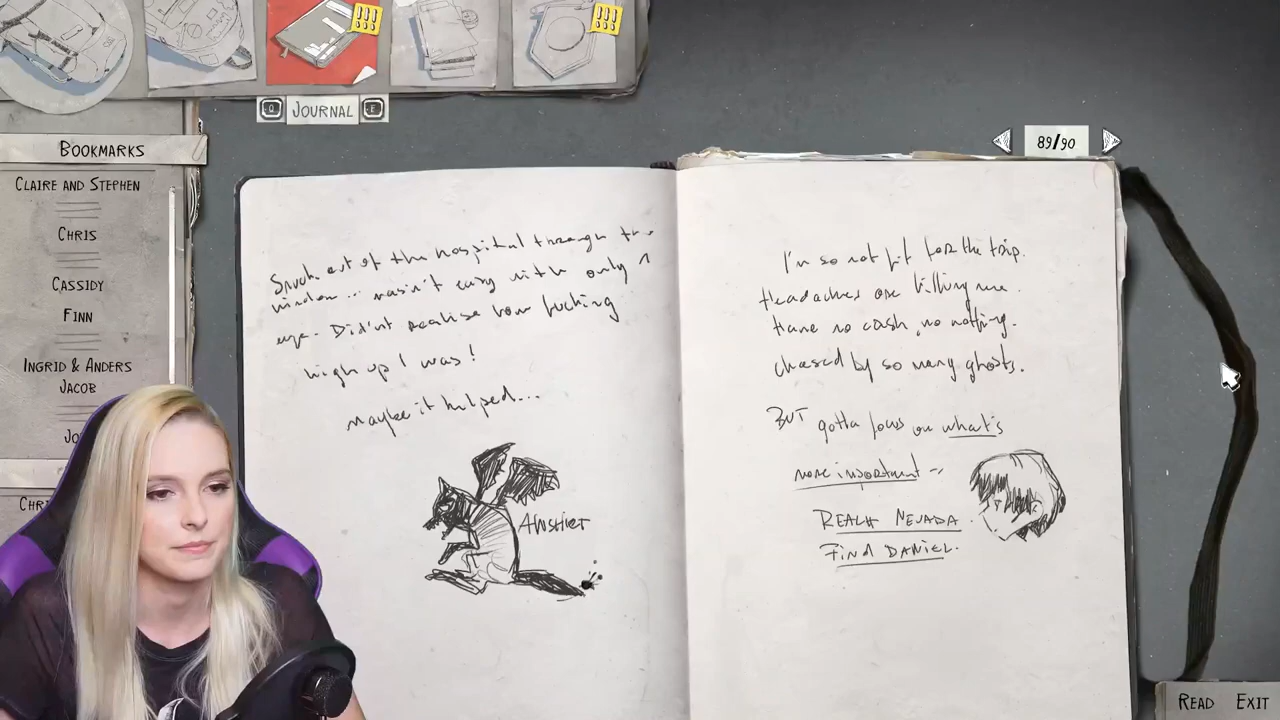 JOURNAL
Q
E
BOOKMARKS
CLAIRE AND STEPHEN
CHRIS
CASSIDY
FINN
INGRID & ANDERS
JACOB
JO
CHR
89/90
Snuck out of the hospital through the
window... wasn't easy with only 1
eye. Didn't realise how fucking
high up I was!
maybe it helped...
I'm so not fit for the trip.
Headaches are killing me.
Have no cash, no nothing.
chased by so many ghosts.
BUT gotta focus on what's
more important --
REACH NEVADA.
FIND DANIEL.
READ
EXIT